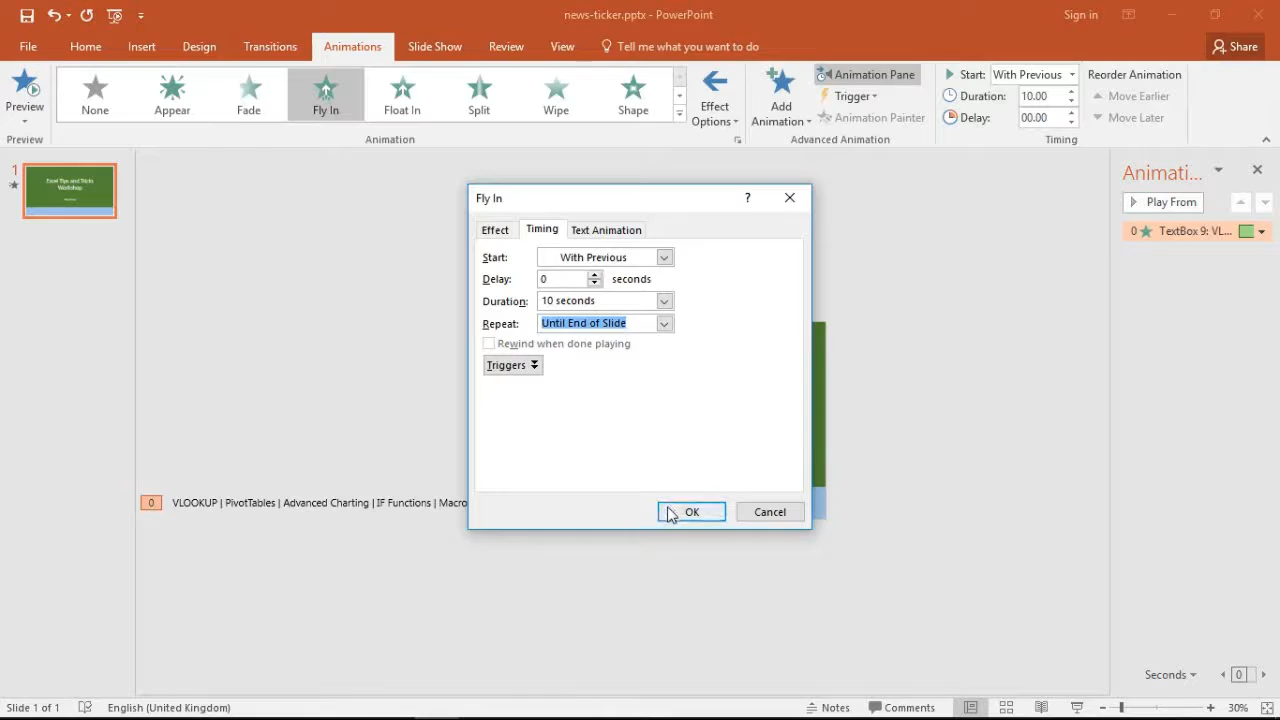 news-ticker.pptx - PowerPoint
Sign in
File Home Insert Design Transitions Animations Slide Show Review View Tell me what you want to do Share
Preview
None Appear Fade Fly In Float In Split Wipe Shape
Effect Options
Add Animation
Animation Pane
Trigger
Animation Painter
Start: With Previous
Duration: 10.00
Delay: 00.00
Reorder Animation
Move Earlier
Move Later
Preview Animation Advanced Animation Timing
1
Excel Tips and Tricks
Workshop
Animati...
Play From
0 TextBox 9: VL...
Fly In ?
Effect Timing Text Animation
Start: With Previous
Delay: 0 seconds
Duration: 10 seconds
Repeat: Until End of Slide
Rewind when done playing
Triggers
OK Cancel
0 VLOOKUP | PivotTables | Advanced Charting | IF Functions | Macro
Seconds 0
Slide 1 of 1 English (United Kingdom) Notes Comments 30%